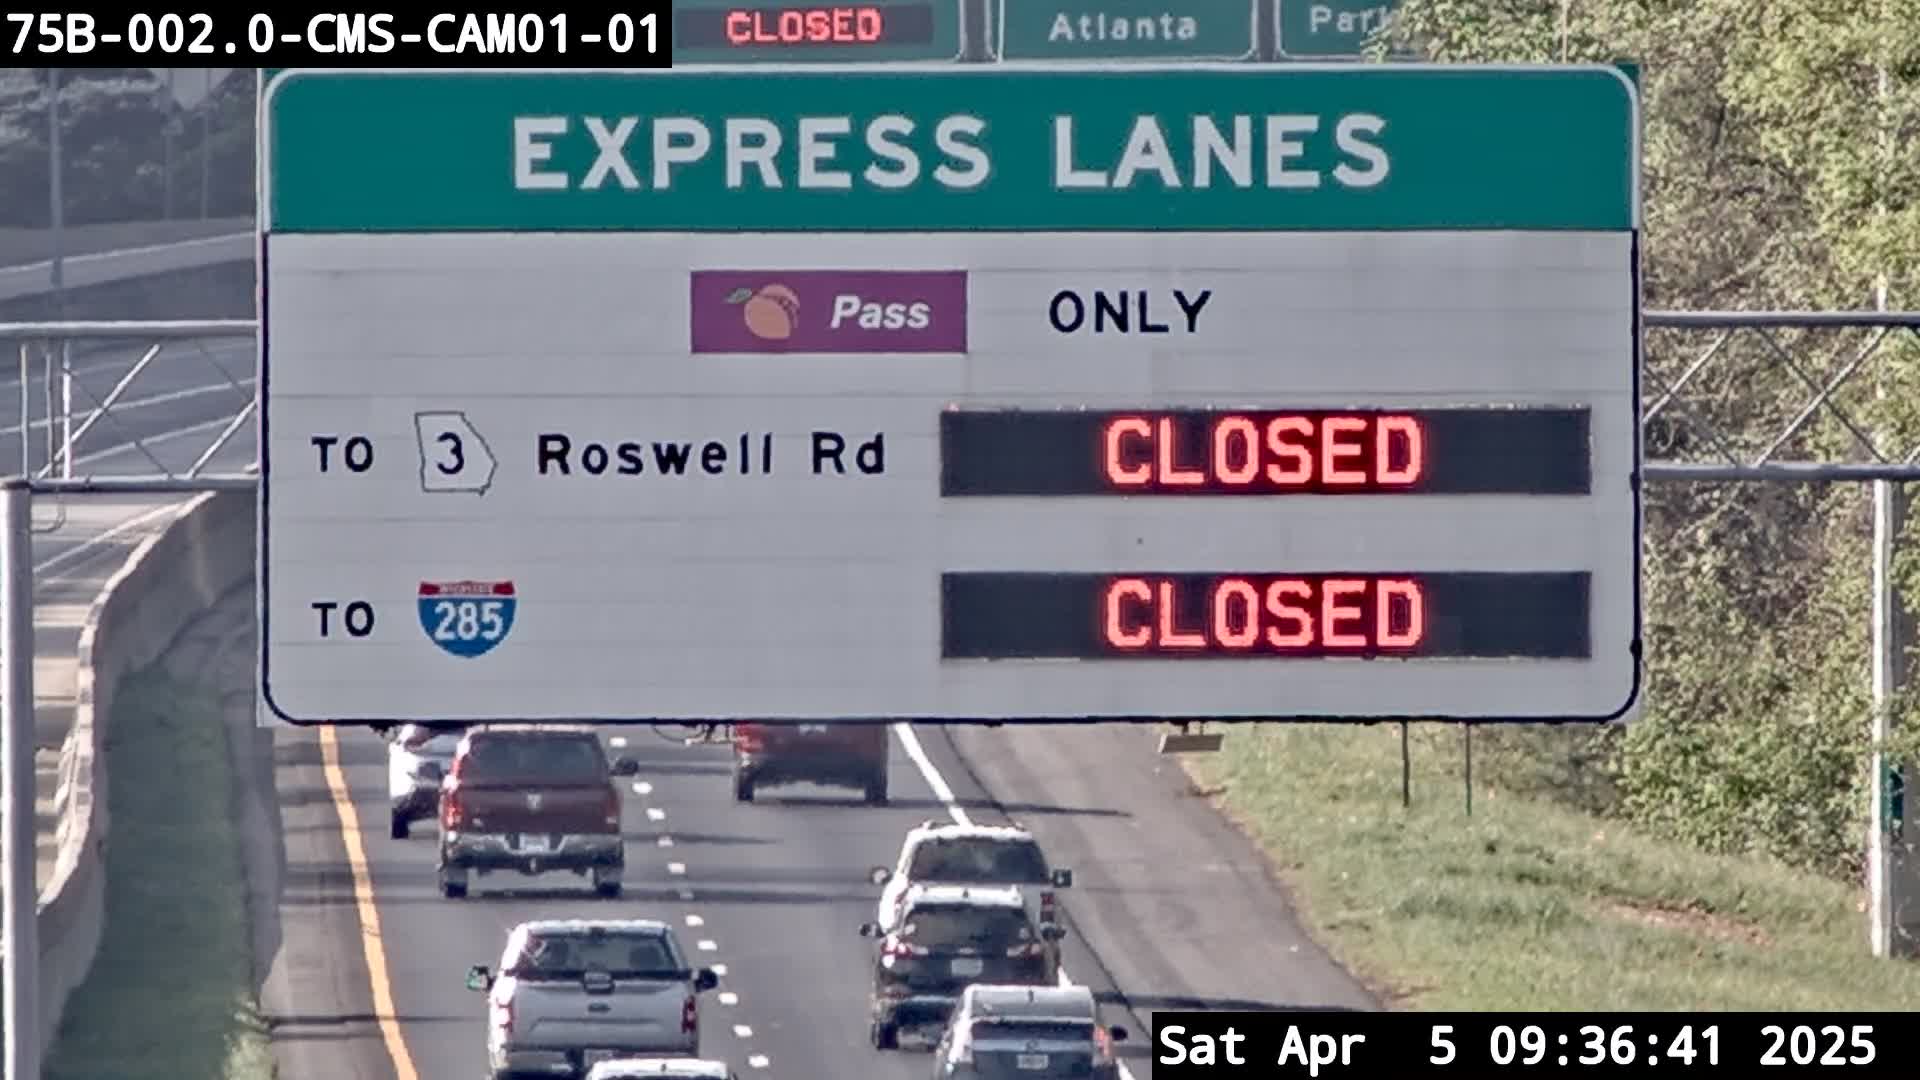 75B-002.0-CMS-CAM01-01
CLOSED
Atlanta
EXPRESS LANES
Pass ONLY
TO 3 Roswell Rd CLOSED
TO 285 CLOSED
Sat Apr 5 09:36:41 2025